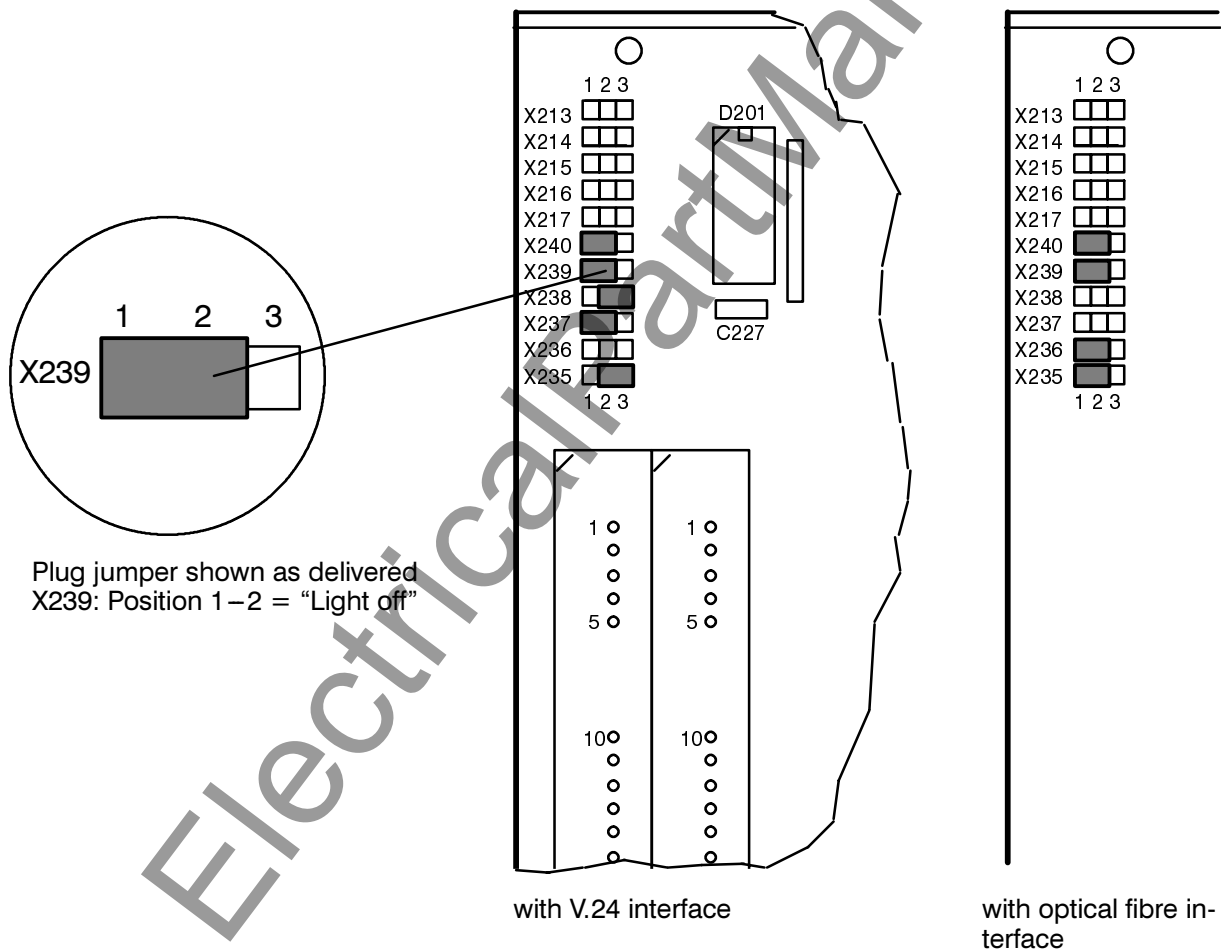 1 2 3
X213
X214
X215
X216
X217
X240
X239
X238
X237
X236
X235
1 2 3
D201
C227
1 2 3
X213
X214
X215
X216
X217
X240
X239
X238
X237
X236
X235
1 2 3
1 2 3
X239
Plug jumper shown as delivered
X239: Position 1–2 = “Light off”
1 1
5 5
10 10
with V.24 interface
with optical fibre in-
terface